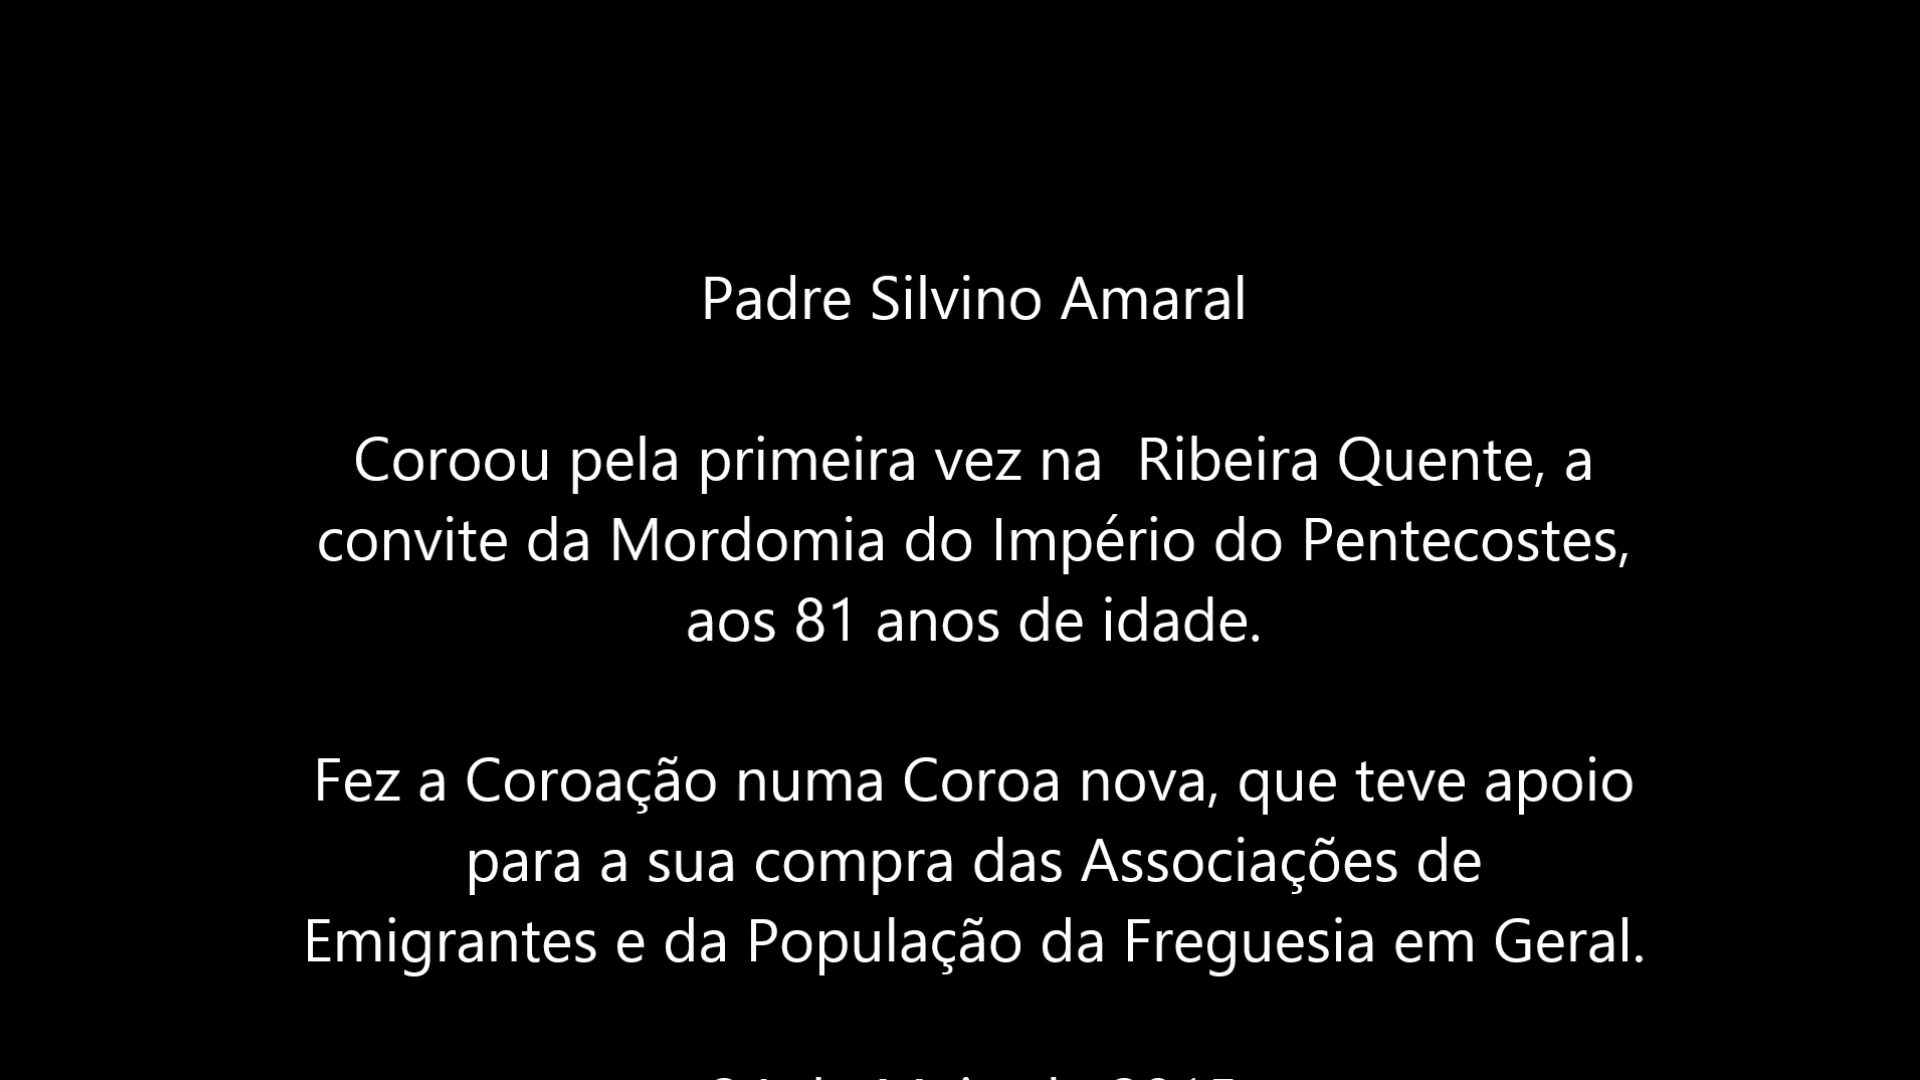 Padre Silvino Amaral
Coroou pela primeira vez na  Ribeira Quente, a
convite da Mordomia do Império do Pentecostes,
aos 81 anos de idade.
Fez a Coroação numa Coroa nova, que teve apoio
para a sua compra das Associações de
Emigrantes e da População da Freguesia em Geral.